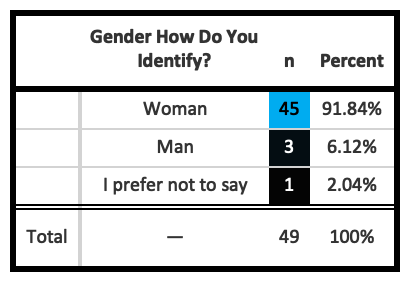 Gender How Do You
Identify? n Percent
Woman 45 91.84%
Man 3 6.12%
I prefer not to say 1 2.04%
Total — 49 100%